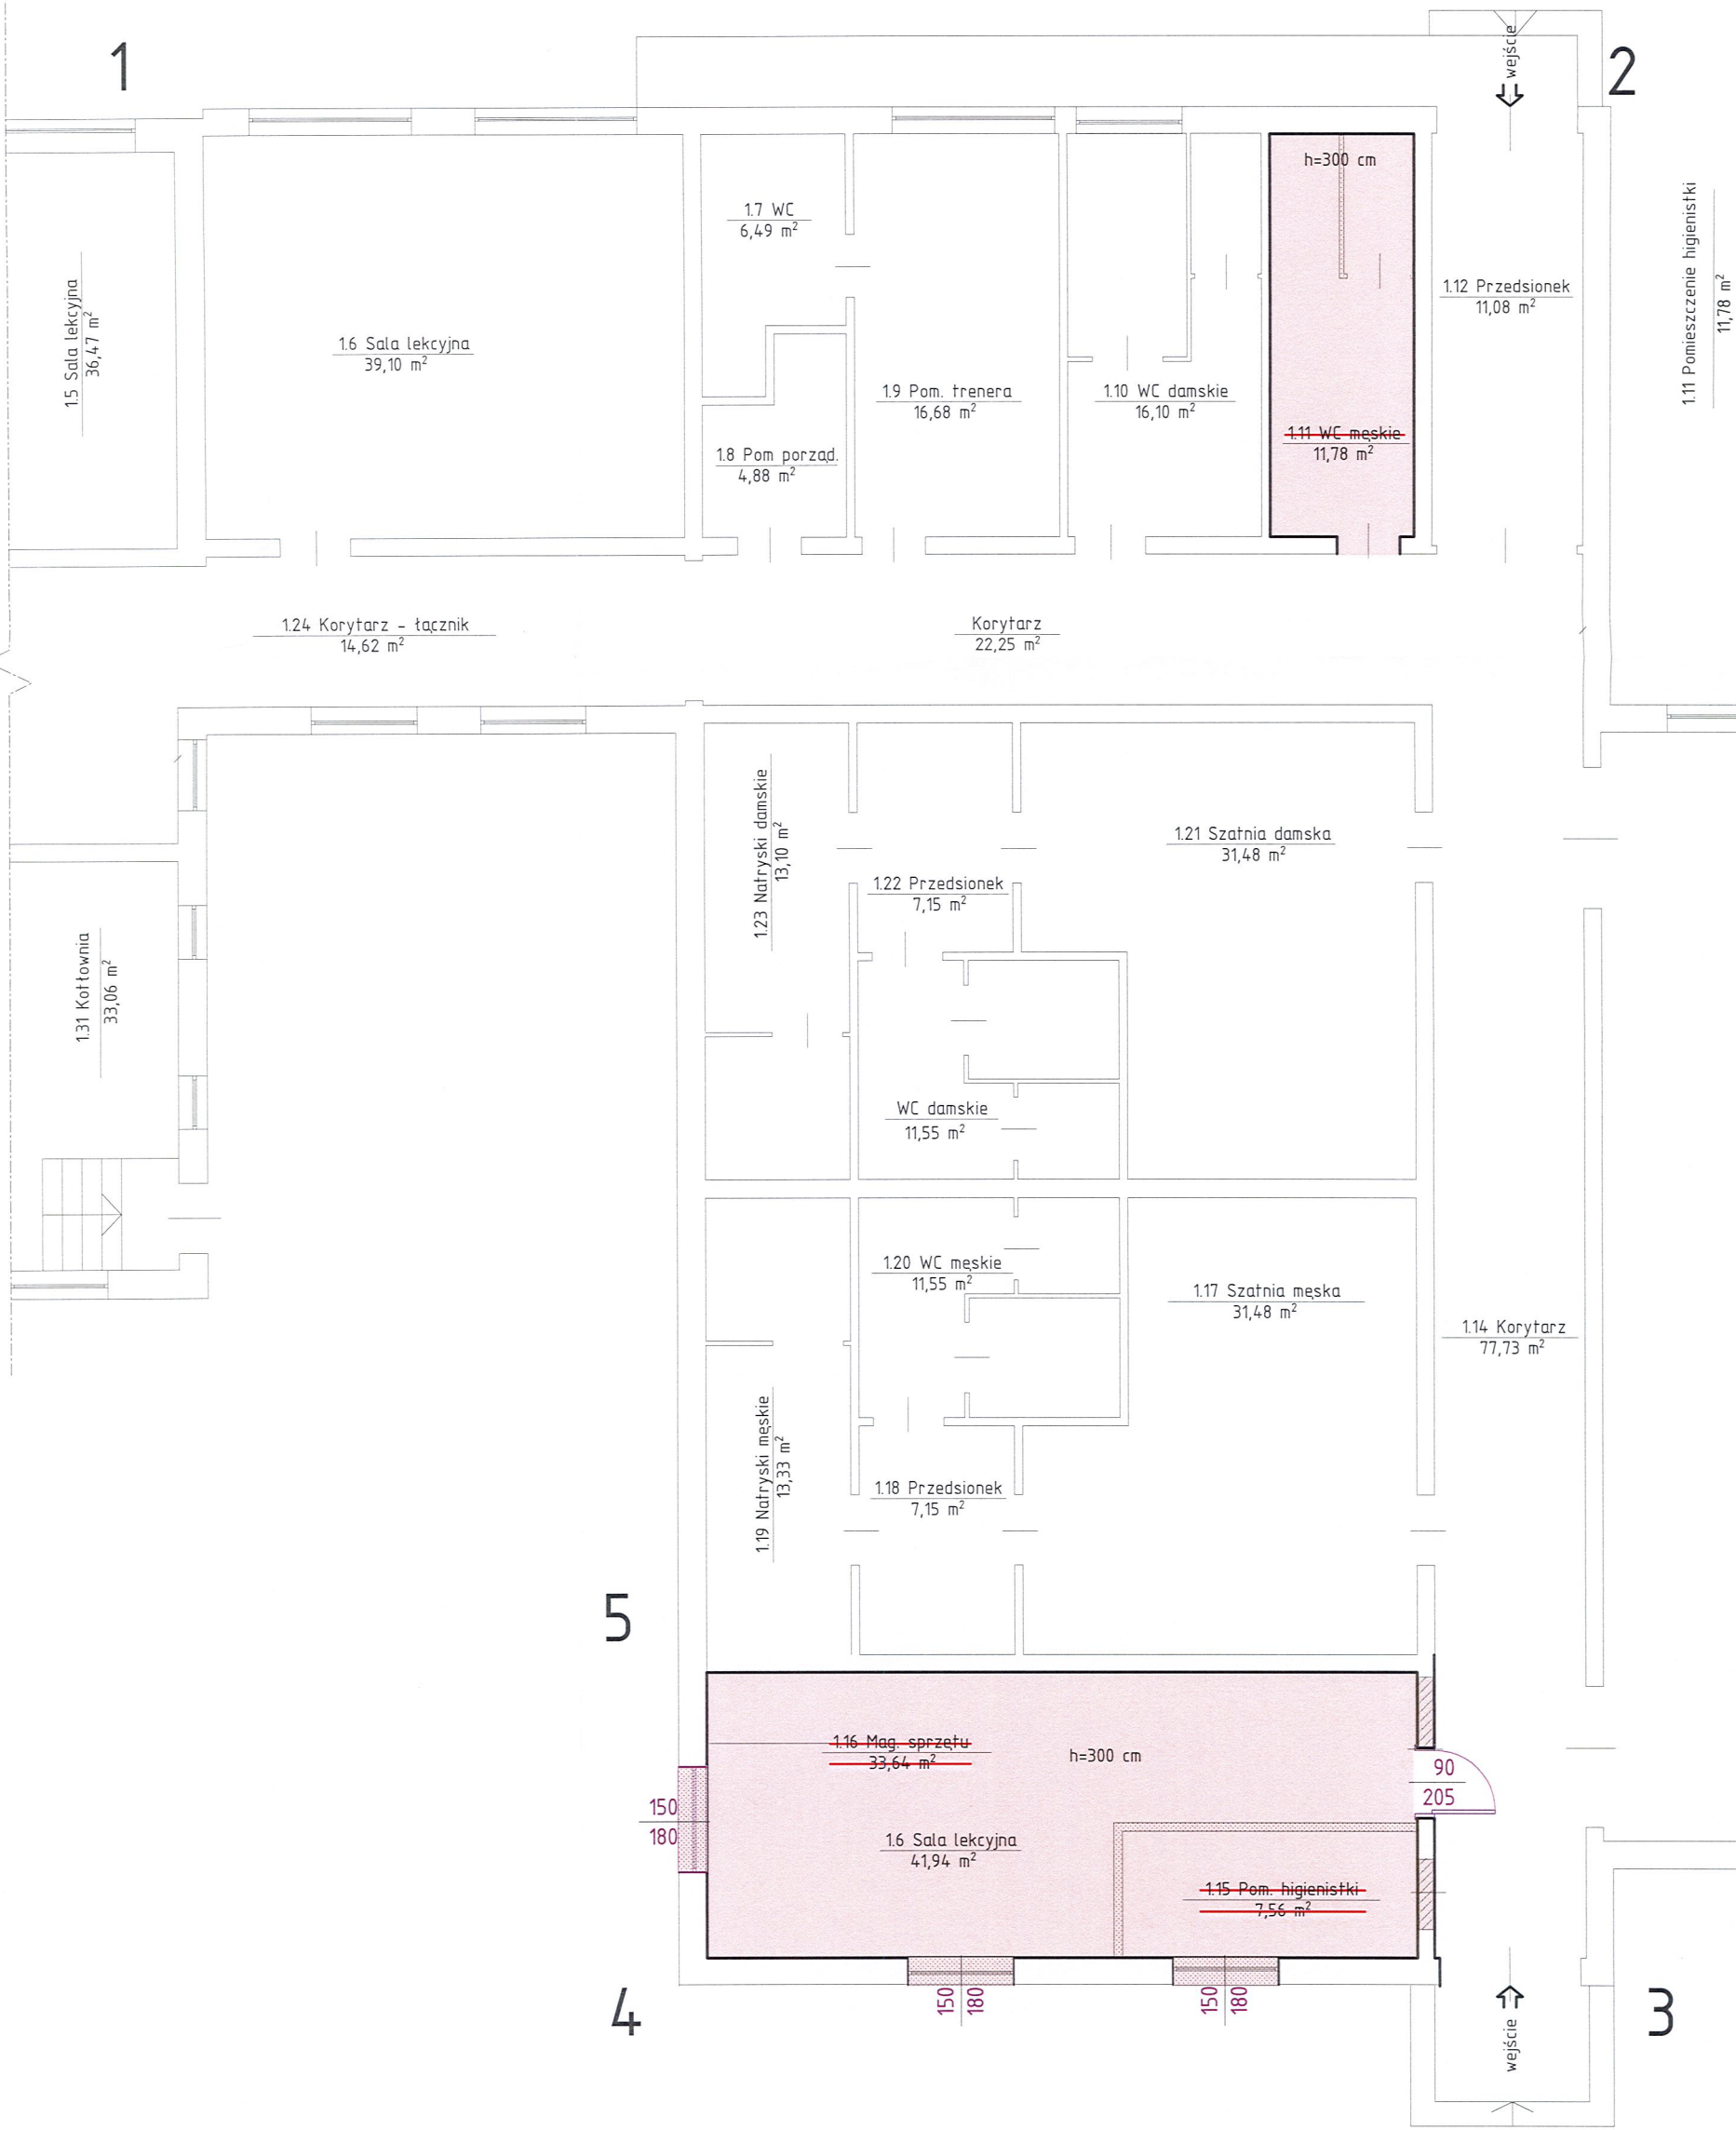 1
2
wejście
h=300 cm
1.7 WC
6,49 m²
1.5 Sala lekcyjna
36,47 m²
1.6 Sala lekcyjna
39,10 m²
1.8 Pom porząd.
4,88 m²
1.9 Pom. trenera
16,68 m²
1.10 WC damskie
16,10 m²
1.11 WC męskie
11,78 m²
1.12 Przedsionek
11,08 m²
1.11 Pomieszczenie higienistki
11,78 m²
1.24 Korytarz - łącznik
14,62 m²
Korytarz
22,25 m²
1.23 Natryski damskie
13,10 m²
1.22 Przedsionek
7,15 m²
1.21 Szatnia damska
31,48 m²
1.31 Kotłownia
33,06 m²
WC damskie
11,55 m²
1.20 WC męskie
11,55 m²
1.17 Szatnia męska
31,48 m²
1.14 Korytarz
77,73 m²
1.19 Natryski męskie
13,33 m²
1.18 Przedsionek
7,15 m²
5
1.16 Mag. sprzętu
33,64 m²
h=300 cm
90
205
150
180
1.6 Sala lekcyjna
41,94 m²
1.15 Pom. higienistki
7,56 m²
150
180
150
180
4
wejście
3